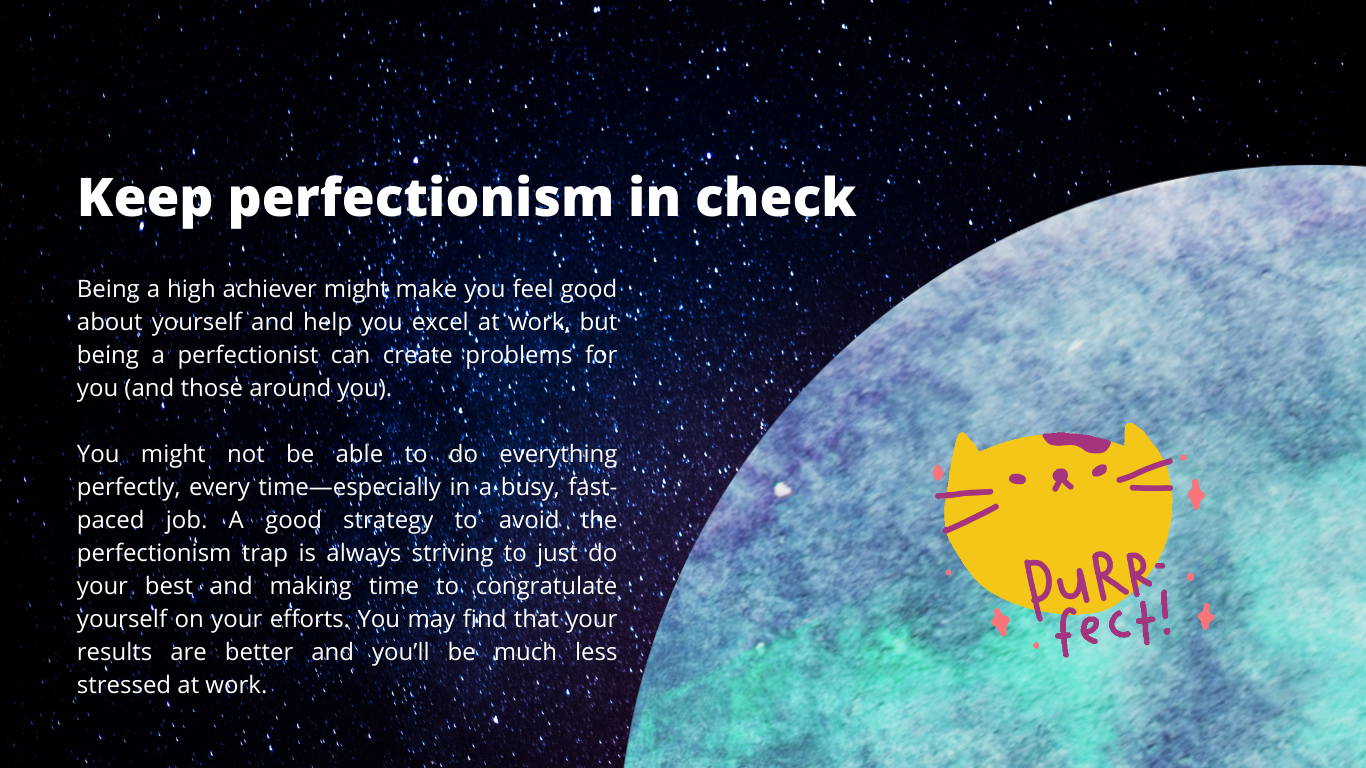 Keep perfectionism in check
Being a high achiever might make you feel good
about yourself and help you excel at work, but
being a perfectionist can create problems for
you (and those around you).
You might not be able to do everything
perfectly, every time—especially in a busy, fast-
paced job. A good strategy to avoid the
perfectionism trap is always striving to just do
your best and making time to congratulate
yourself on your efforts. You may find that your
results are better and you’ll be much less
stressed at work.
puRR-
fect!